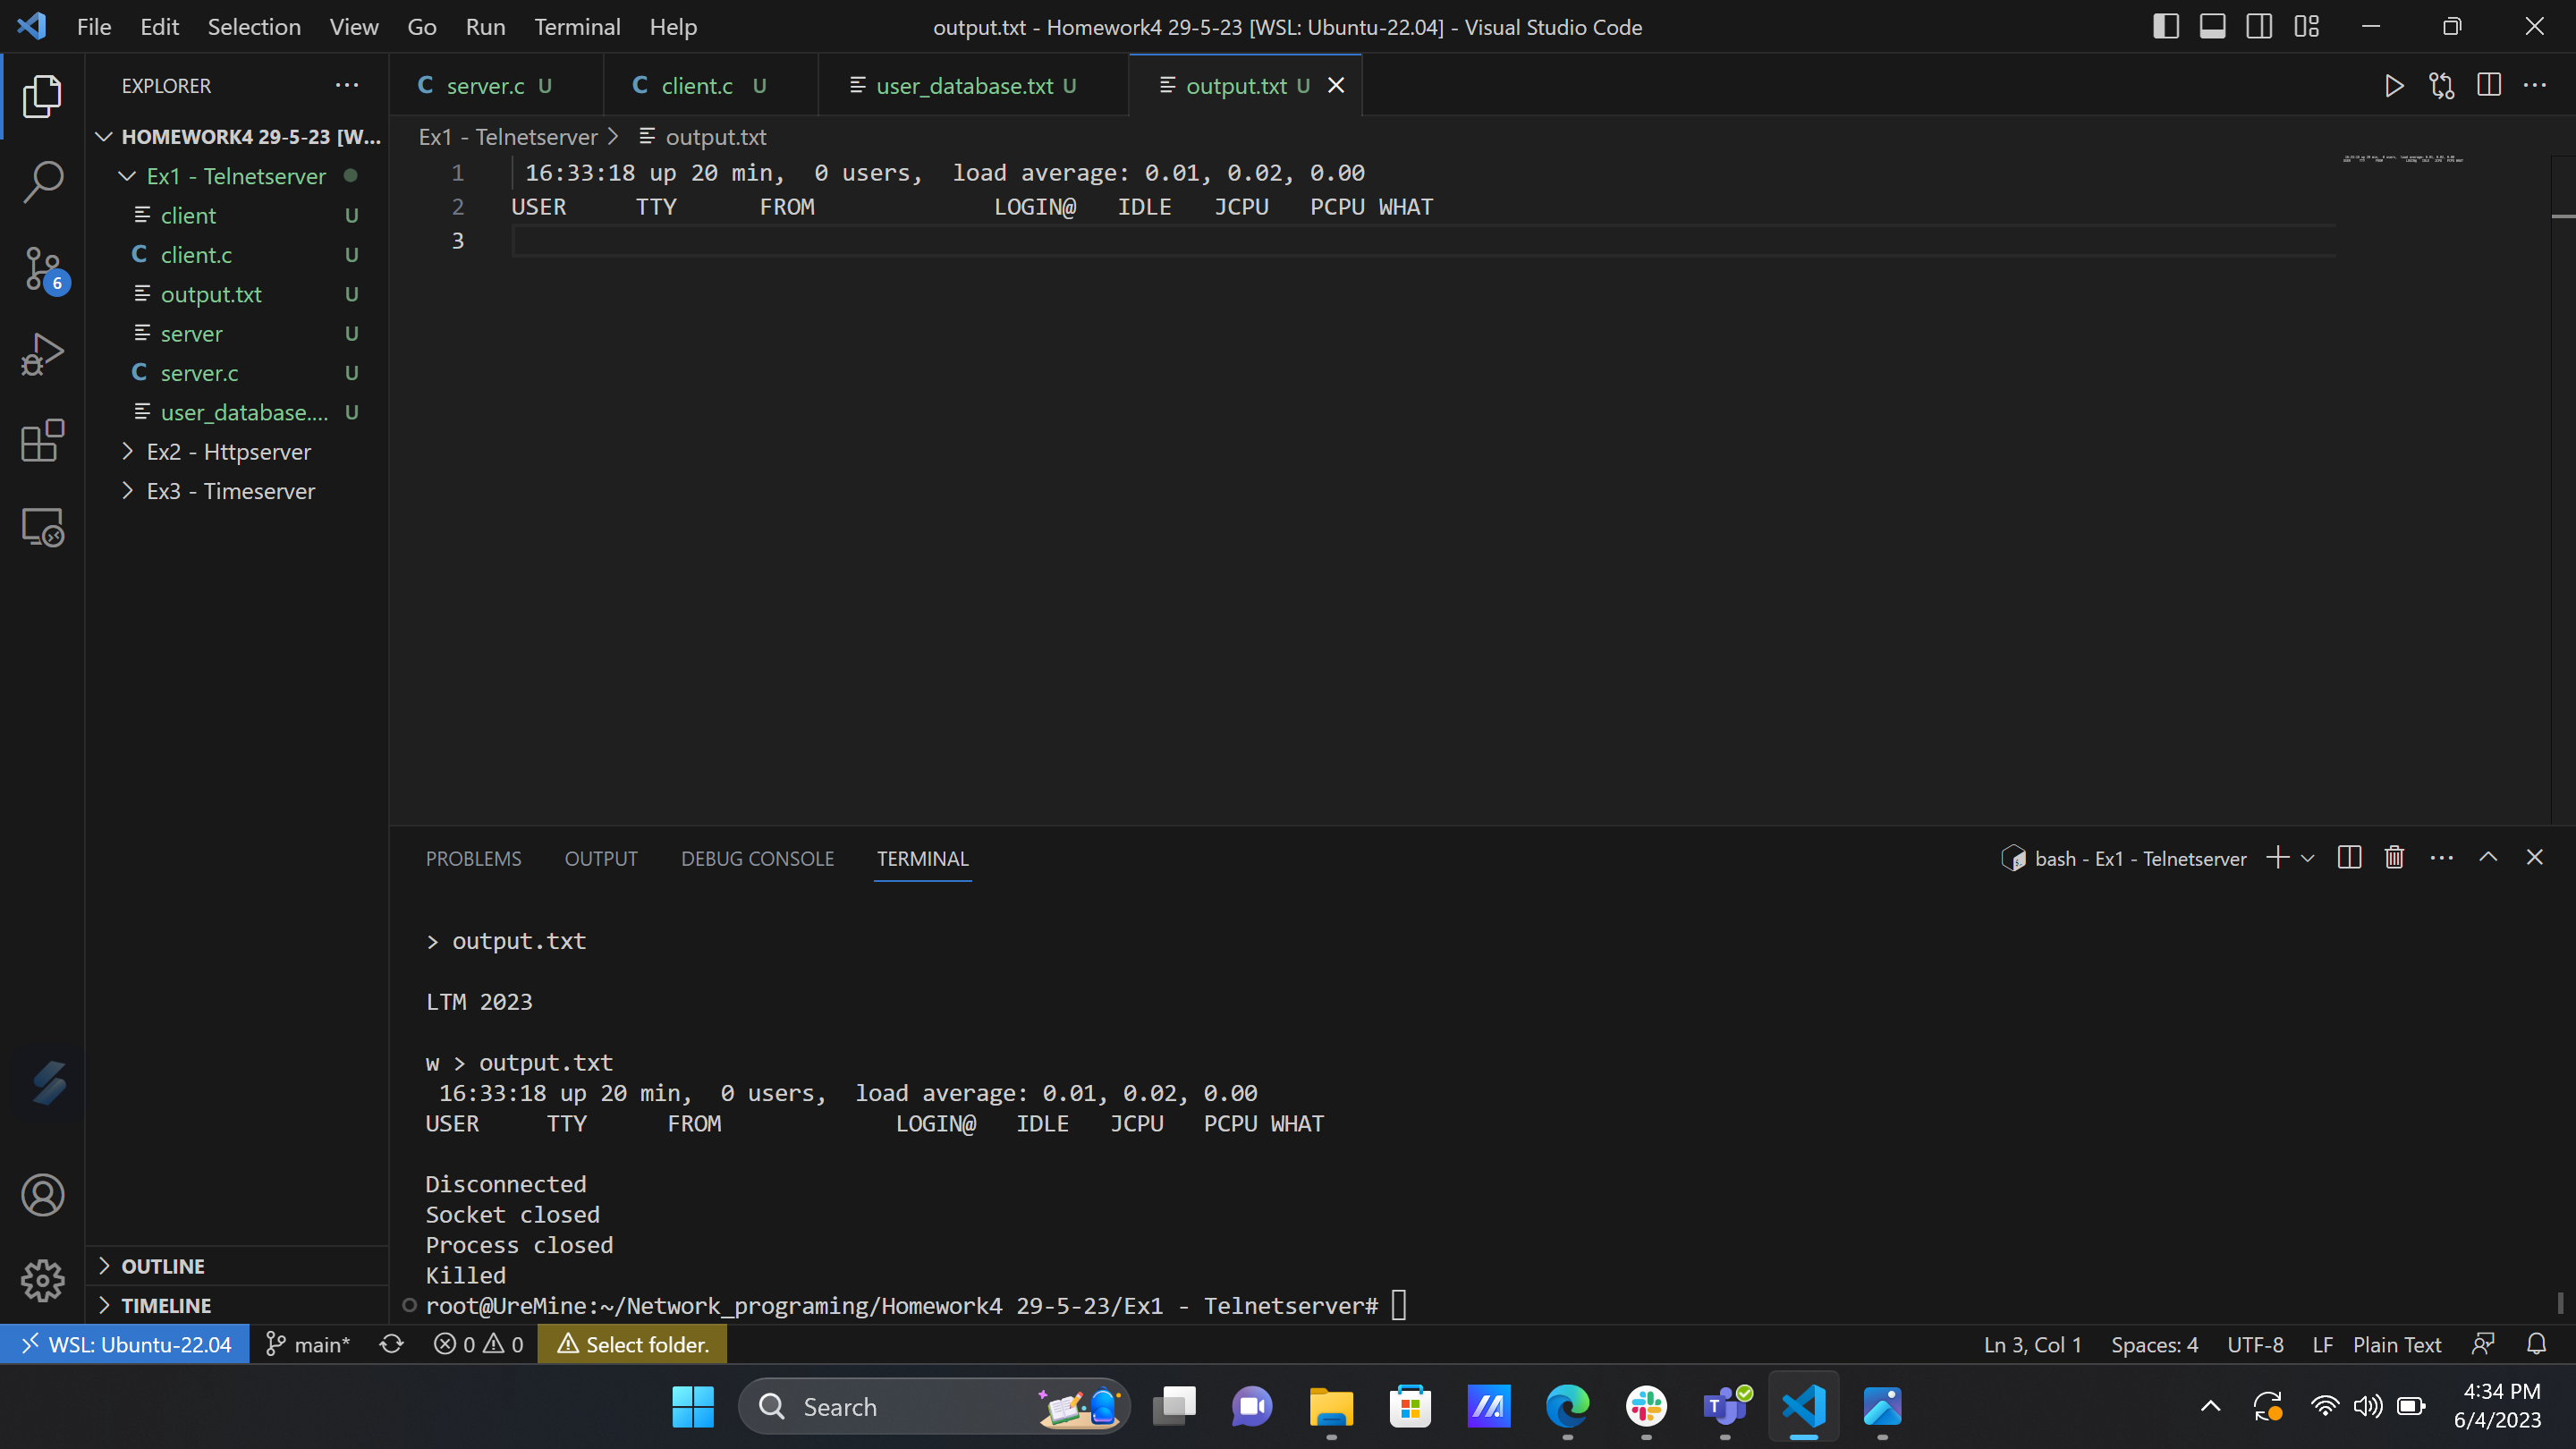 File Edit Selection View Go Run Terminal Help
output.txt - Homework4 29-5-23 [WSL: Ubuntu-22.04] - Visual Studio Code
EXPLORER
HOMEWORK4 29-5-23 [W...
Ex1 - Telnetserver
client U
C client.c U
output.txt U
server U
C server.c U
user_database.... U
Ex2 - Httpserver
Ex3 - Timeserver
OUTLINE
TIMELINE
6
C server.c U
C client.c U
user_database.txt U
output.txt U
Ex1 - Telnetserver > output.txt
1 16:33:18 up 20 min,  0 users,  load average: 0.01, 0.02, 0.00
2 USER     TTY      FROM             LOGIN@   IDLE   JCPU   PCPU WHAT
3
PROBLEMS OUTPUT DEBUG CONSOLE TERMINAL
bash - Ex1 - Telnetserver
> output.txt
LTM 2023
w > output.txt
 16:33:18 up 20 min,  0 users,  load average: 0.01, 0.02, 0.00
USER     TTY      FROM             LOGIN@   IDLE   JCPU   PCPU WHAT
Disconnected
Socket closed
Process closed
Killed
root@UreMine:~/Network_programing/Homework4 29-5-23/Ex1 - Telnetserver#
WSL: Ubuntu-22.04 main* 0 0 Select folder. Ln 3, Col 1 Spaces: 4 UTF-8 LF Plain Text
Search
T
4:34 PM
6/4/2023